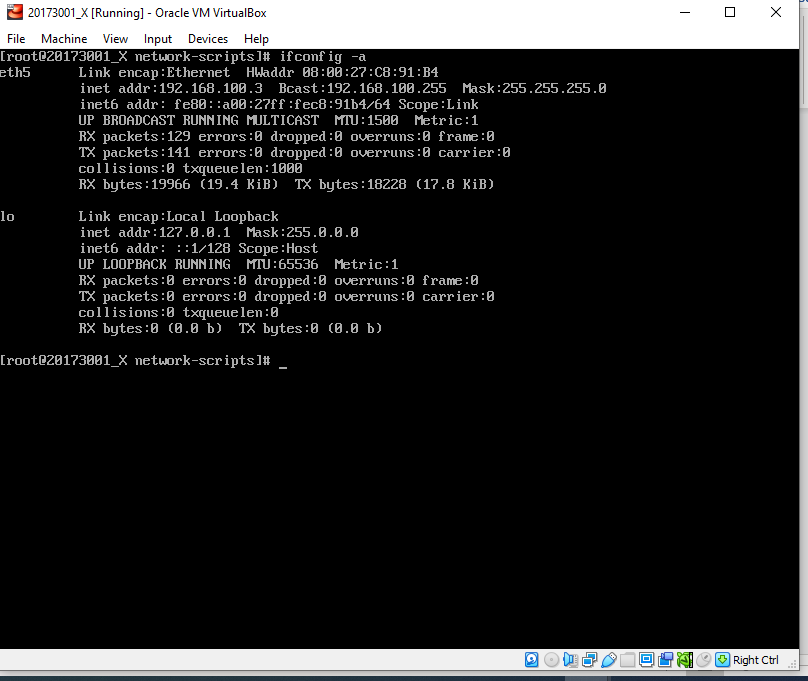 20173001_X [Running] - Oracle VM VirtualBox
File Machine View Input Devices Help
[root@20173001_X network-scripts]# ifconfig -a
eth5 Link encap:Ethernet HWaddr 08:00:27:C8:91:B4
inet addr:192.168.100.3 Bcast:192.168.100.255 Mask:255.255.255.0
inet6 addr: fe80::a00:27ff:fec8:91b4/64 Scope:Link
UP BROADCAST RUNNING MULTICAST MTU:1500 Metric:1
RX packets:129 errors:0 dropped:0 overruns:0 frame:0
TX packets:141 errors:0 dropped:0 overruns:0 carrier:0
collisions:0 txqueuelen:1000
RX bytes:19966 (19.4 KiB) TX bytes:18228 (17.8 KiB)
lo Link encap:Local Loopback
inet addr:127.0.0.1 Mask:255.0.0.0
inet6 addr: ::1/128 Scope:Host
UP LOOPBACK RUNNING MTU:65536 Metric:1
RX packets:0 errors:0 dropped:0 overruns:0 frame:0
TX packets:0 errors:0 dropped:0 overruns:0 carrier:0
collisions:0 txqueuelen:0
RX bytes:0 (0.0 b) TX bytes:0 (0.0 b)
[root@20173001_X network-scripts]# _
Right Ctrl